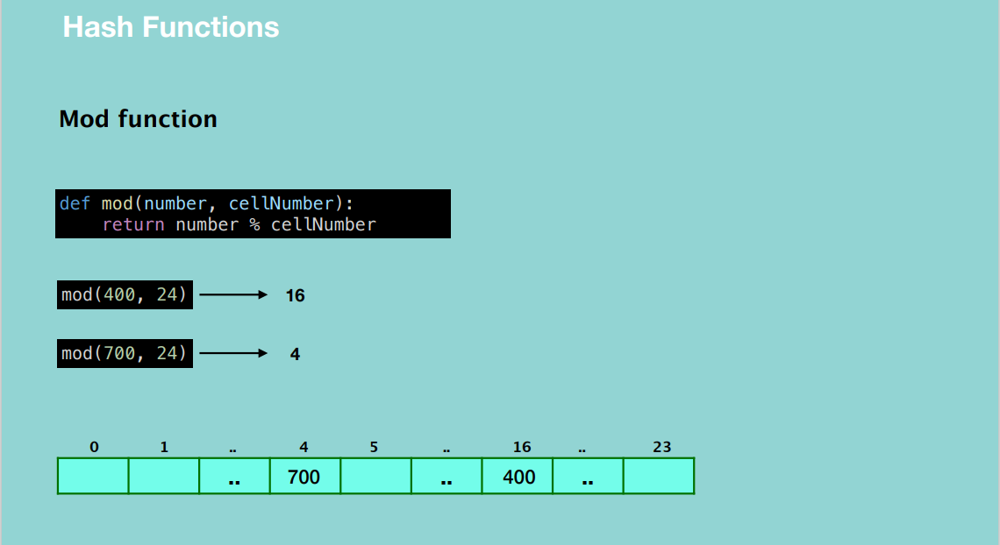 Hash Functions
Mod function
def mod(number, cellNumber):
    return number % cellNumber
mod(400, 24) 16
mod(700, 24) 4
0 1 .. 4 5 .. 16 .. 23
.. 700 .. 400 ..